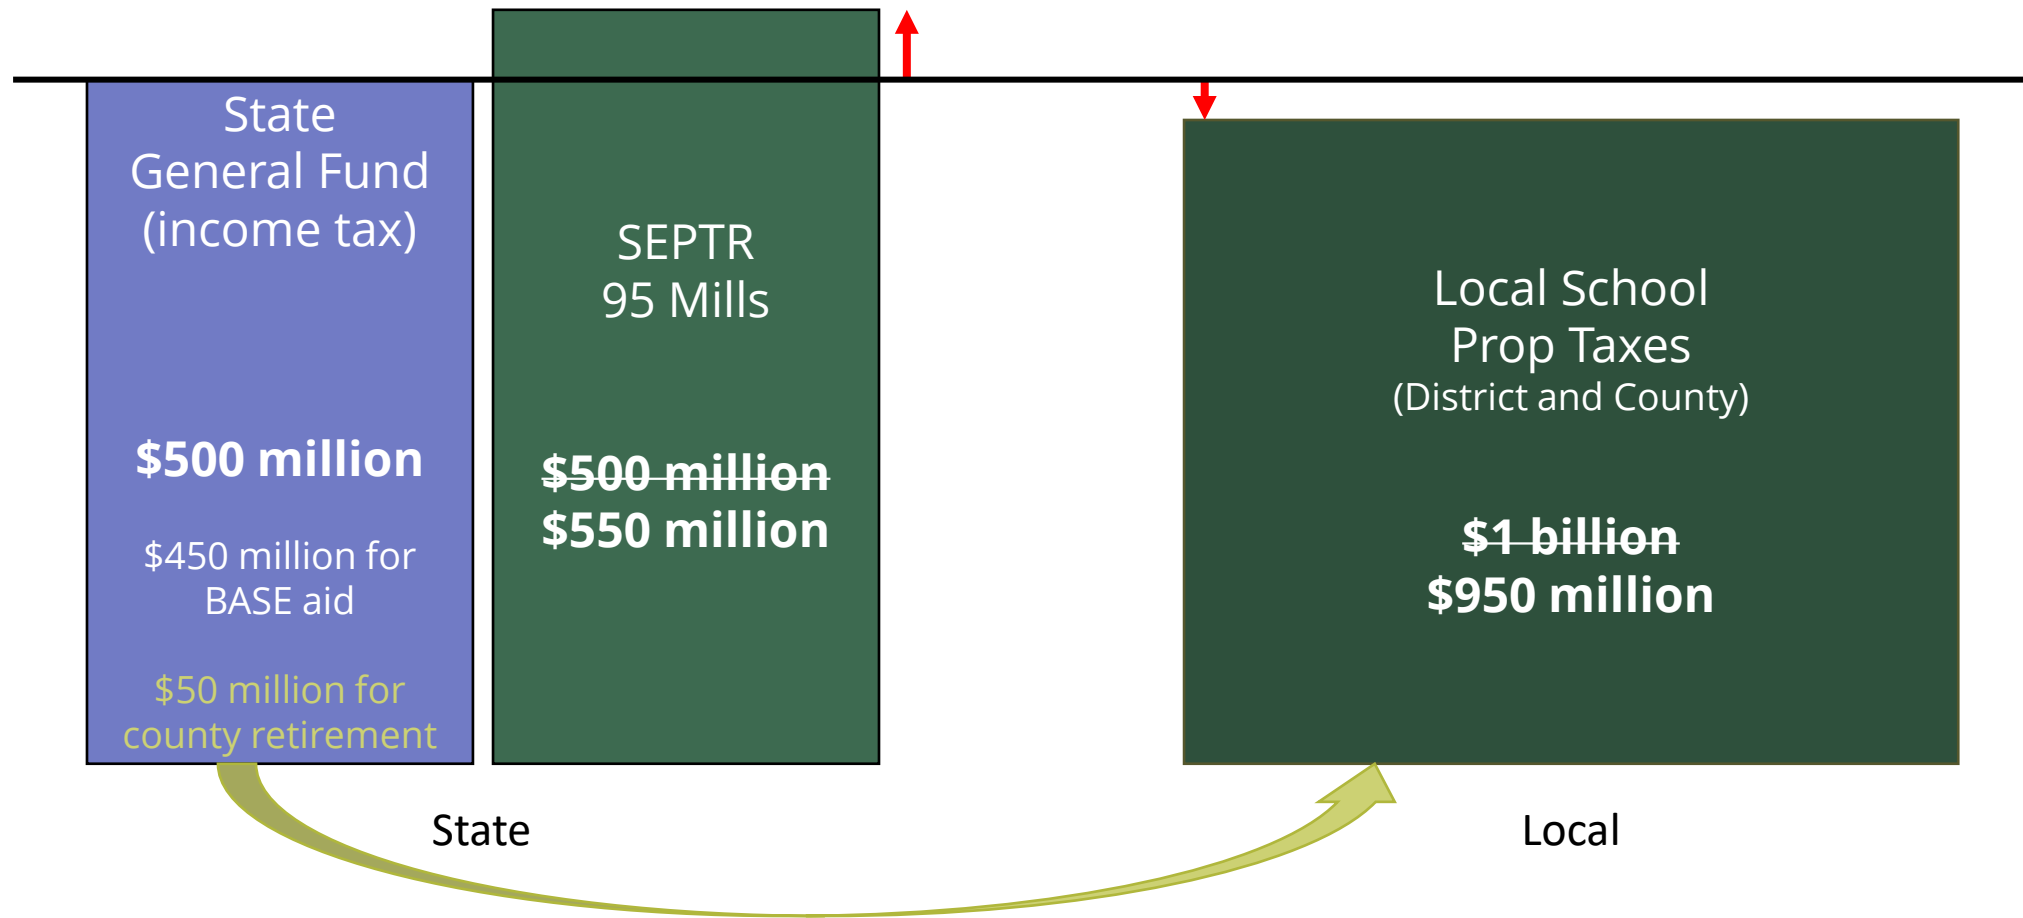 State
General Fund
(income tax)
$500 million
$450 million for
BASE aid
$50 million for
county retirement
SEPTR
95 Mills
$500 million
$550 million
Local School
Prop Taxes
(District and County)
$1 billion
$950 million
State
Local